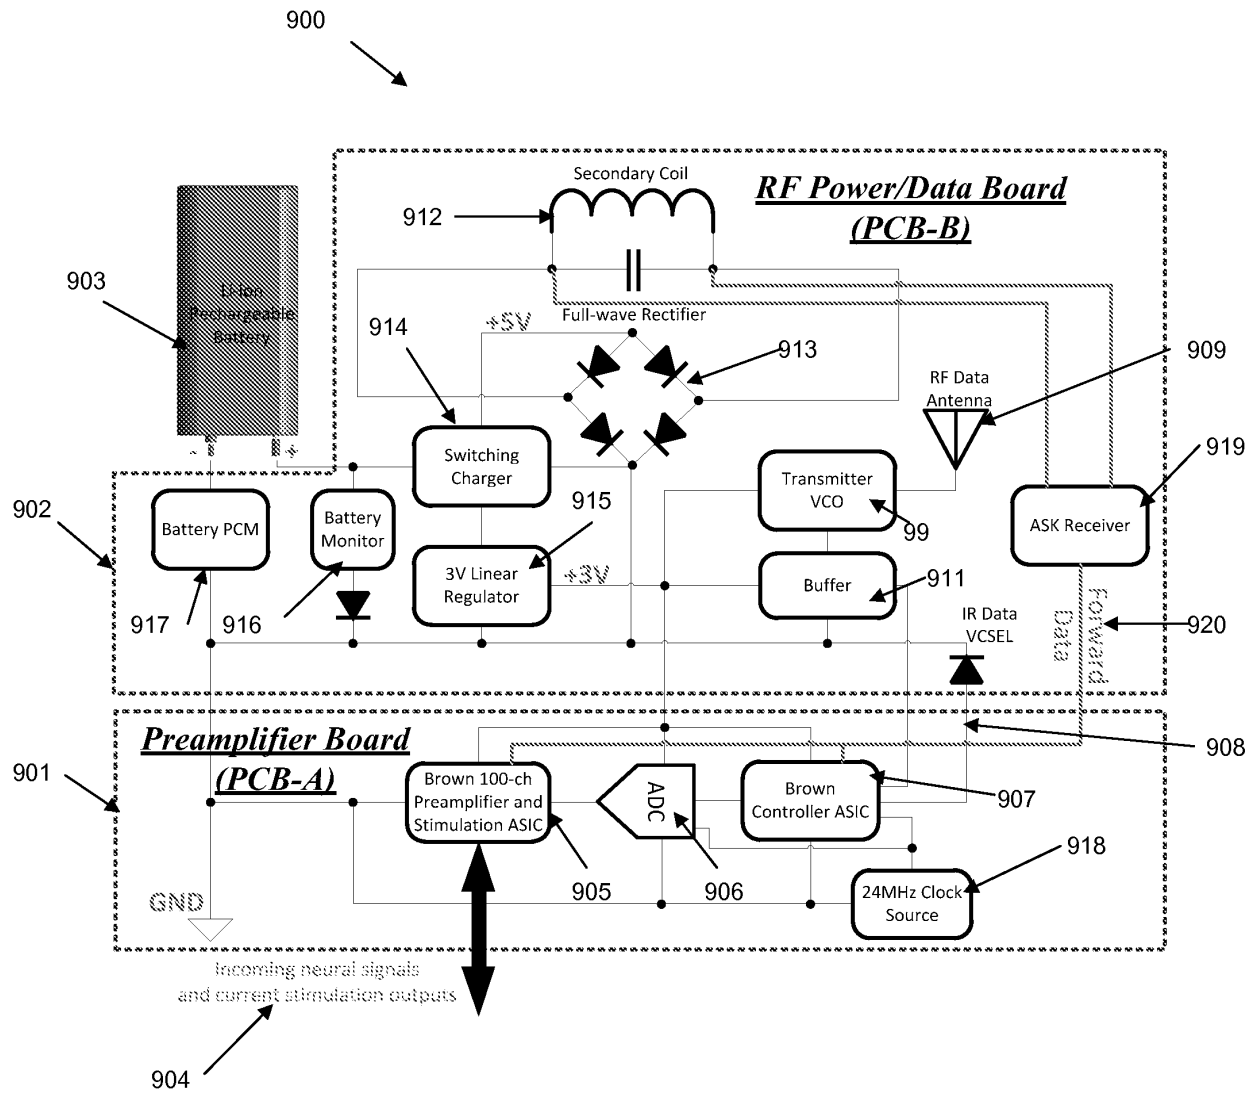 900
Secondary Coil
RF Power/Data Board
(PCB-B)
912
903
Li-Ion
Rechargeable
Battery
+5V
Full-wave Rectifier
914
913
909
RF Data
Antenna
- +
Switching
Charger
Transmitter
VCO
919
902
Battery PCM
Battery
Monitor
915
99
ASK Receiver
3V Linear
Regulator
+3V
Buffer
911
917
916
IR Data
VCSEL
Forward
Data
920
Preamplifier Board
(PCB-A)
908
901
Brown 100-ch
Preamplifier and
Stimulation ASIC
ADC
Brown
Controller ASIC
907
918
905
906
24MHz Clock
Source
GND
Incoming neural signals
and current stimulation outputs
904